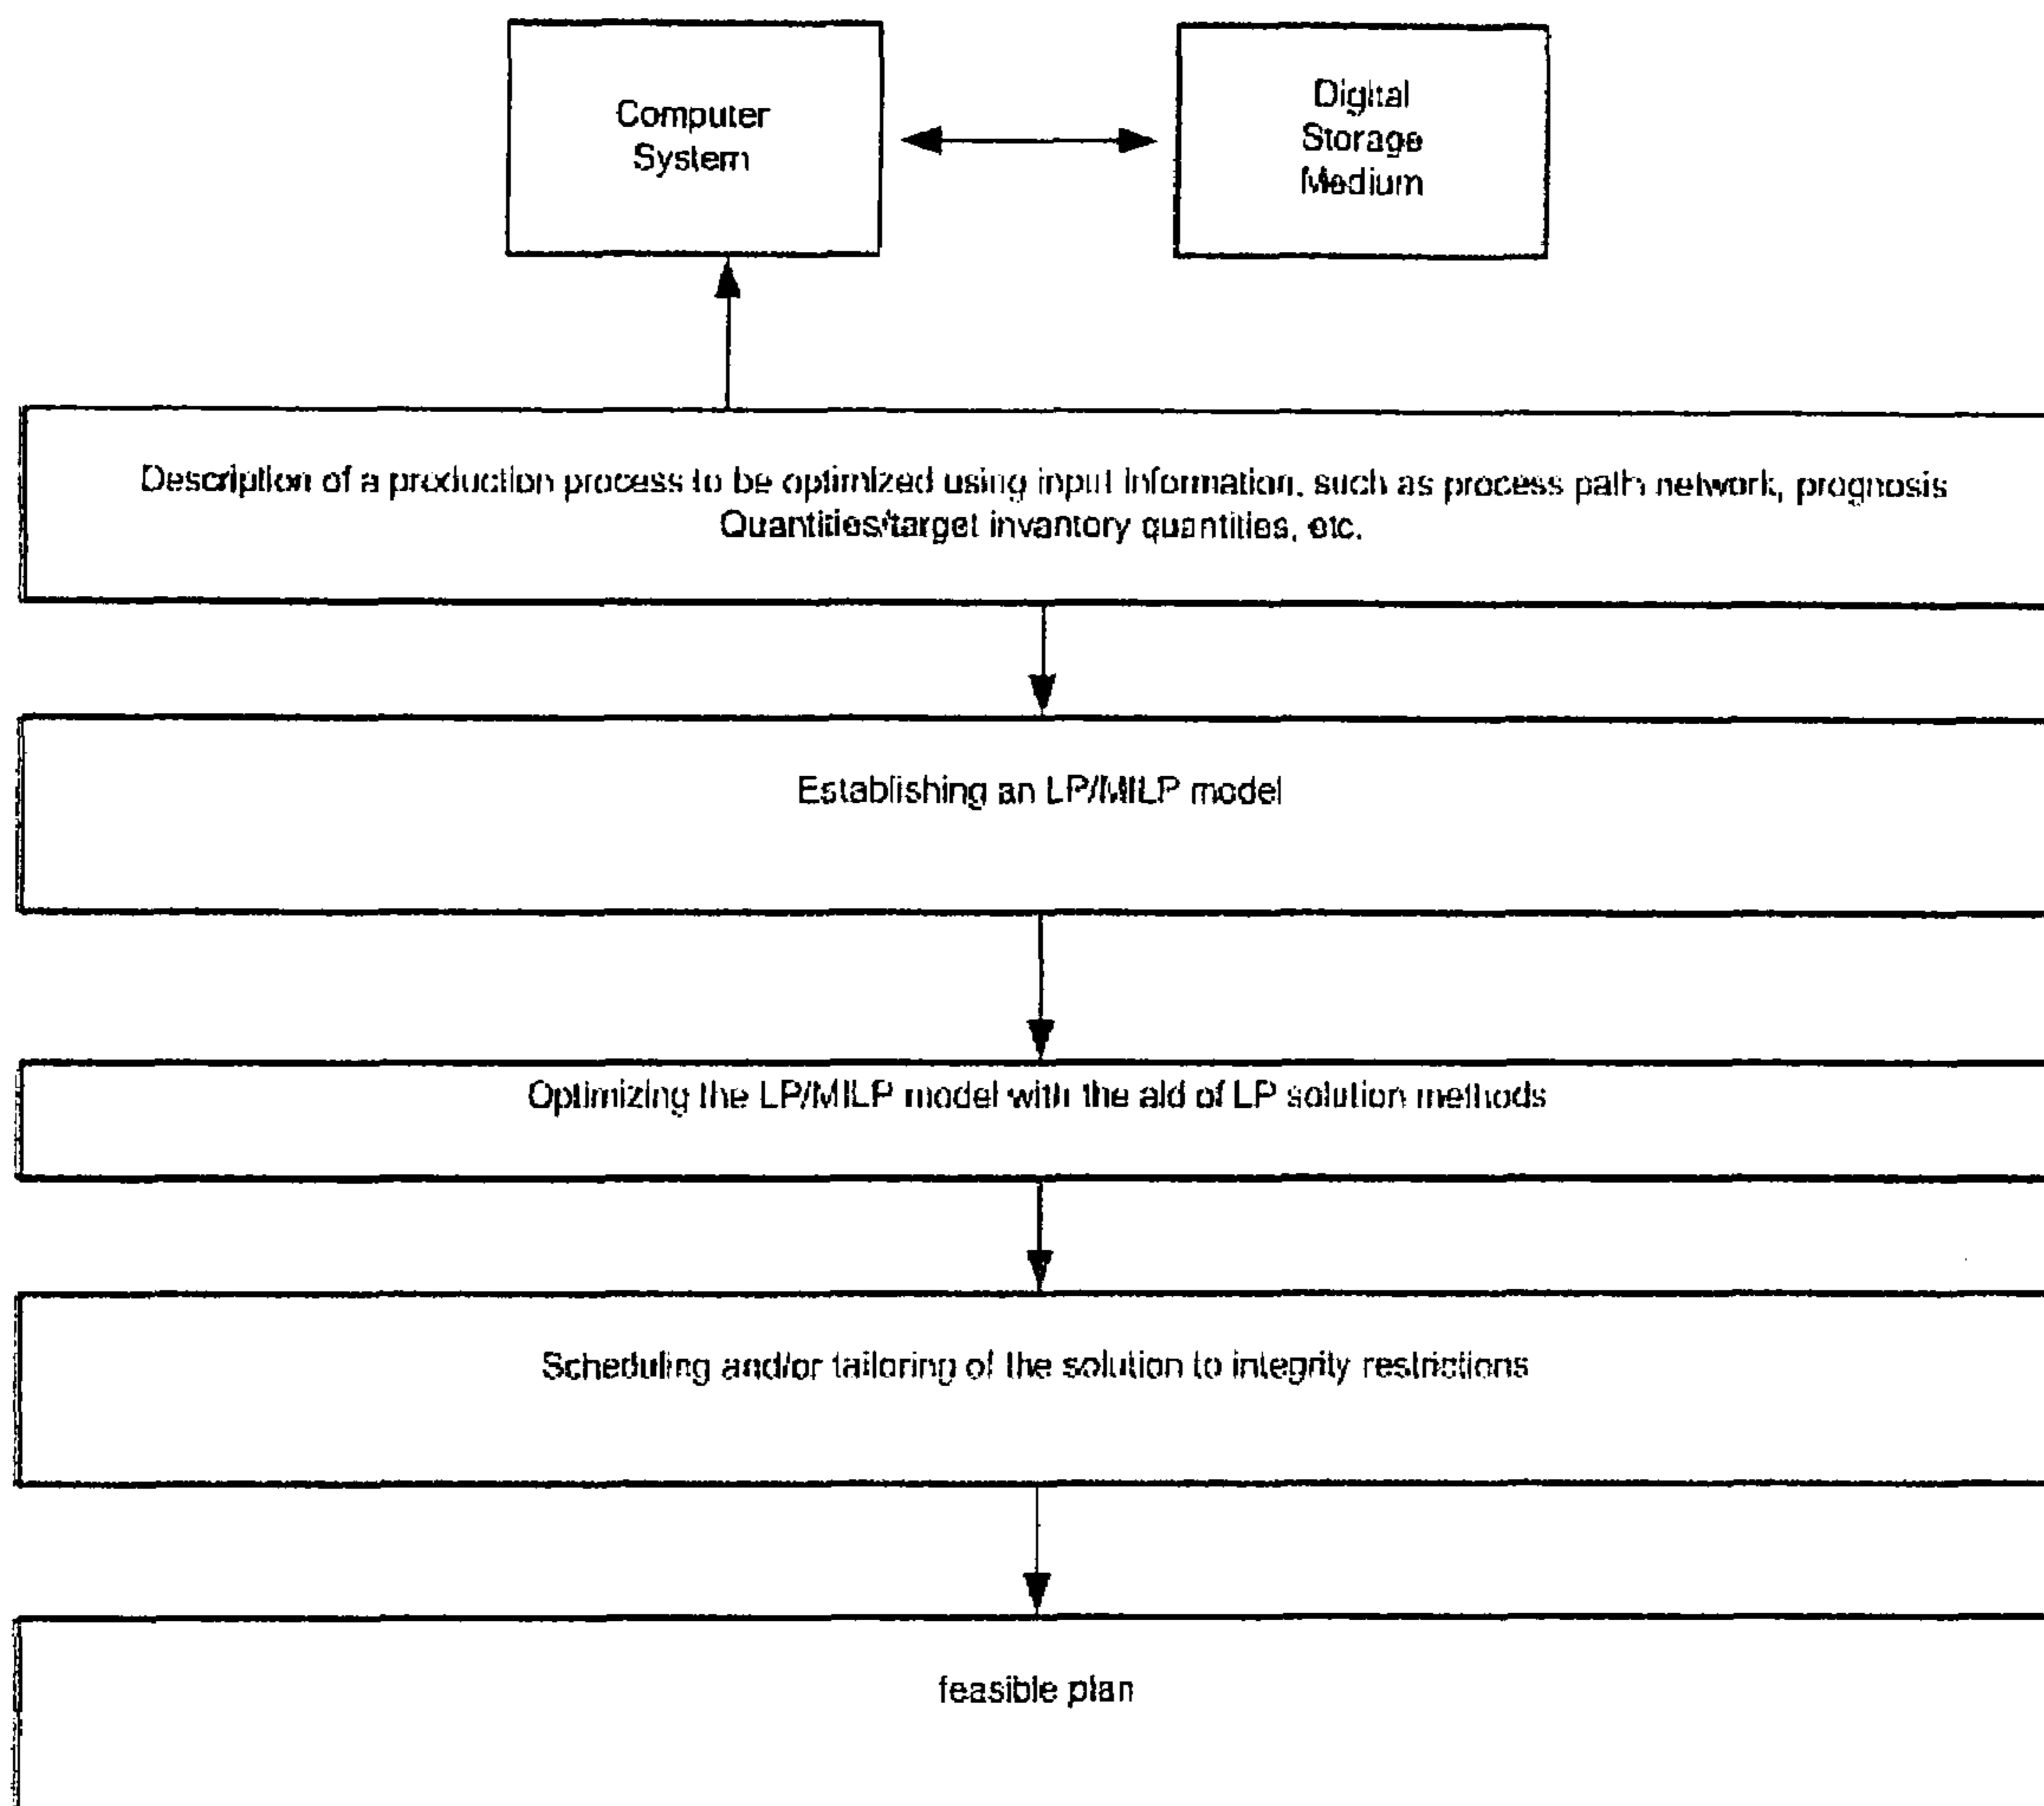 Computer
System
Digital
Storage
Medium
Description of a production process to be optimized using input information, such as process path network, prognosis
Quantities/target inventory quantities, etc.
Establishing an LP/MILP model
Optimizing the LP/MILP model with the aid of LP solution methods
Scheduling and/or tailoring of the solution to integrity restrictions
feasible plan